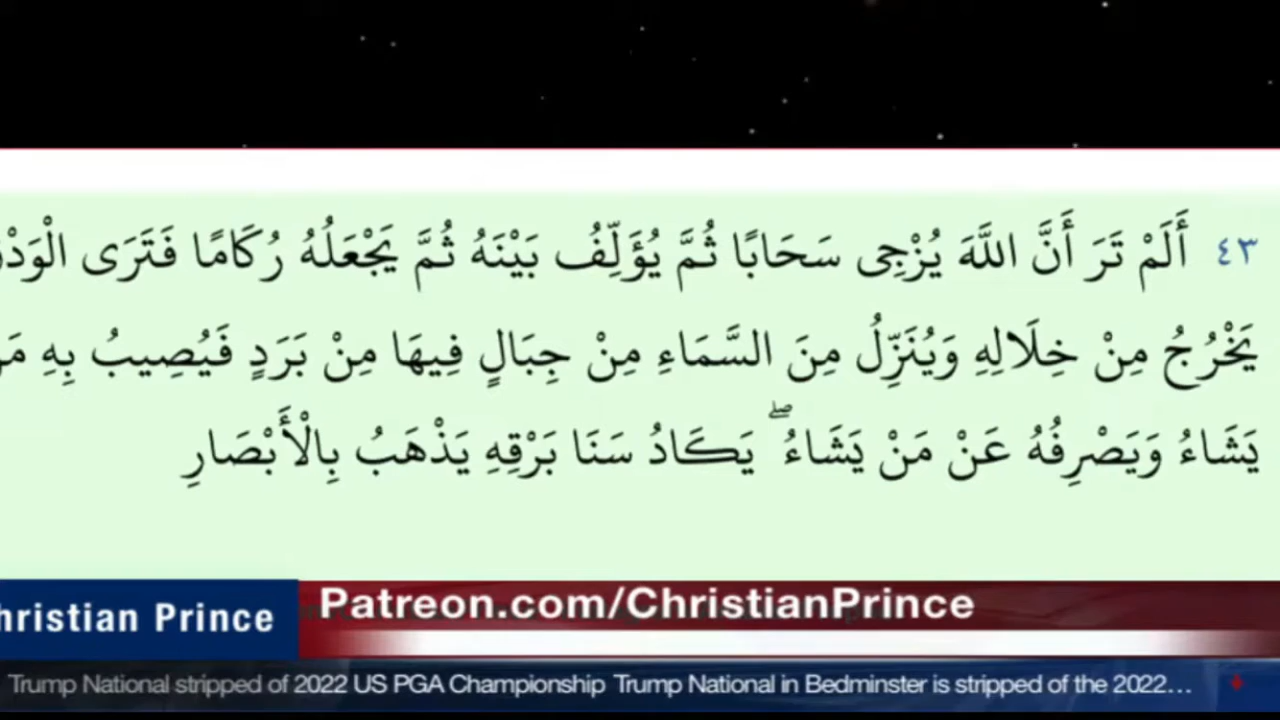 ٤٣ أَلَمْ تَرَ أَنَّ اللَّهَ يُزْجِى سَحَابًا ثُمَّ يُؤَلِّفُ بَيْنَهُ ثُمَّ يَجْعَلُهُ رُكَامًا فَتَرَى
يَخْرُجُ مِنْ خِلَالِهِ وَيُنَزِّلُ مِنَ السَّمَاءِ مِنْ جِبَالٍ فِيهَا مِنْ بَرَدٍ فَيُصِيبُ بِهِ
يَشَاءُ وَيَصْرِفُهُ عَنْ مَنْ يَشَاءُ ۖ يَكَادُ سَنَا بَرْقِهِ يَذْهَبُ بِالْأَبْصَارِ
hristian Prince
Patreon.com/ChristianPrince
Trump National stripped of 2022 US PGA Championship Trump National in Bedminster is stripped of the 2022...